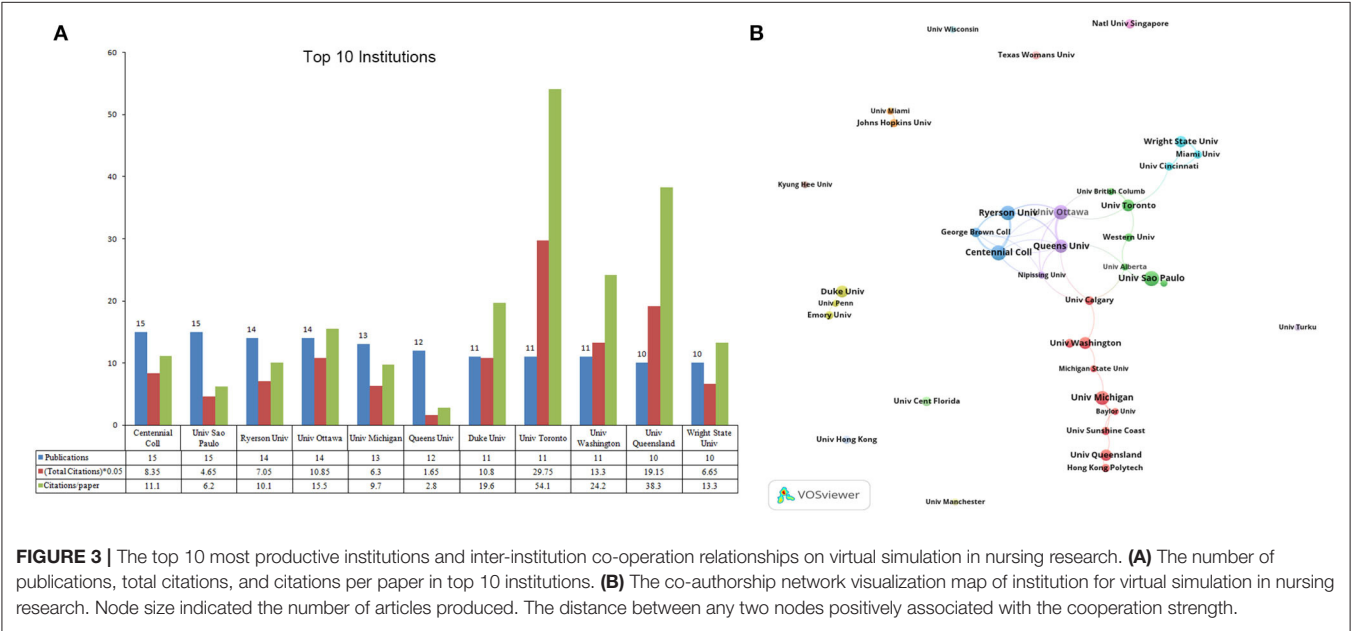 A
Top 10 Institutions
60
50
40
30
20
10
0
15
15
14
14
13
12
11
11
11
10
10
Centennial Coll
Univ Sao Paulo
Ryerson Univ
Univ Ottawa
Univ Michigan
Queens Univ
Duke Univ
Univ Toronto
Univ Washington
Univ Queensland
Wright State Univ
Publications 15 15 14 14 13 12 11 11 11 10 10
(Total Citations)*0.05 8.35 4.65 7.05 10.85 6.3 1.65 10.8 29.75 13.3 19.15 6.65
Citations/paper 11.1 6.2 10.1 15.5 9.7 2.8 19.6 54.1 24.2 38.3 13.3
B
Natl Univ Singapore
Univ Wisconsin
Texas Womans Univ
Univ Miami
Johns Hopkins Univ
Wright State Univ
Miami Univ
Univ Cincinnati
Kyung Hee Univ
Univ British Columb
Univ Toronto
Ryerson Univ
Univ Ottawa
George Brown Coll
Western Univ
Queens Univ
Centennial Coll
Univ Alberta
Nipissing Univ
Univ Sao Paulo
Duke Univ
Univ Penn
Emory Univ
Univ Calgary
Univ Turku
Univ Washington
Michigan State Univ
Univ Michigan
Univ Cent Florida
Baylor Univ
Univ Sunshine Coast
Univ Hong Kong
Univ Queensland
Hong Kong Polytech
VOSviewer
Univ Manchester
FIGURE 3 | The top 10 most productive institutions and inter-institution co-operation relationships on virtual simulation in nursing research. (A) The number of
publications, total citations, and citations per paper in top 10 institutions. (B) The co-authorship network visualization map of institution for virtual simulation in nursing
research. Node size indicated the number of articles produced. The distance between any two nodes positively associated with the cooperation strength.